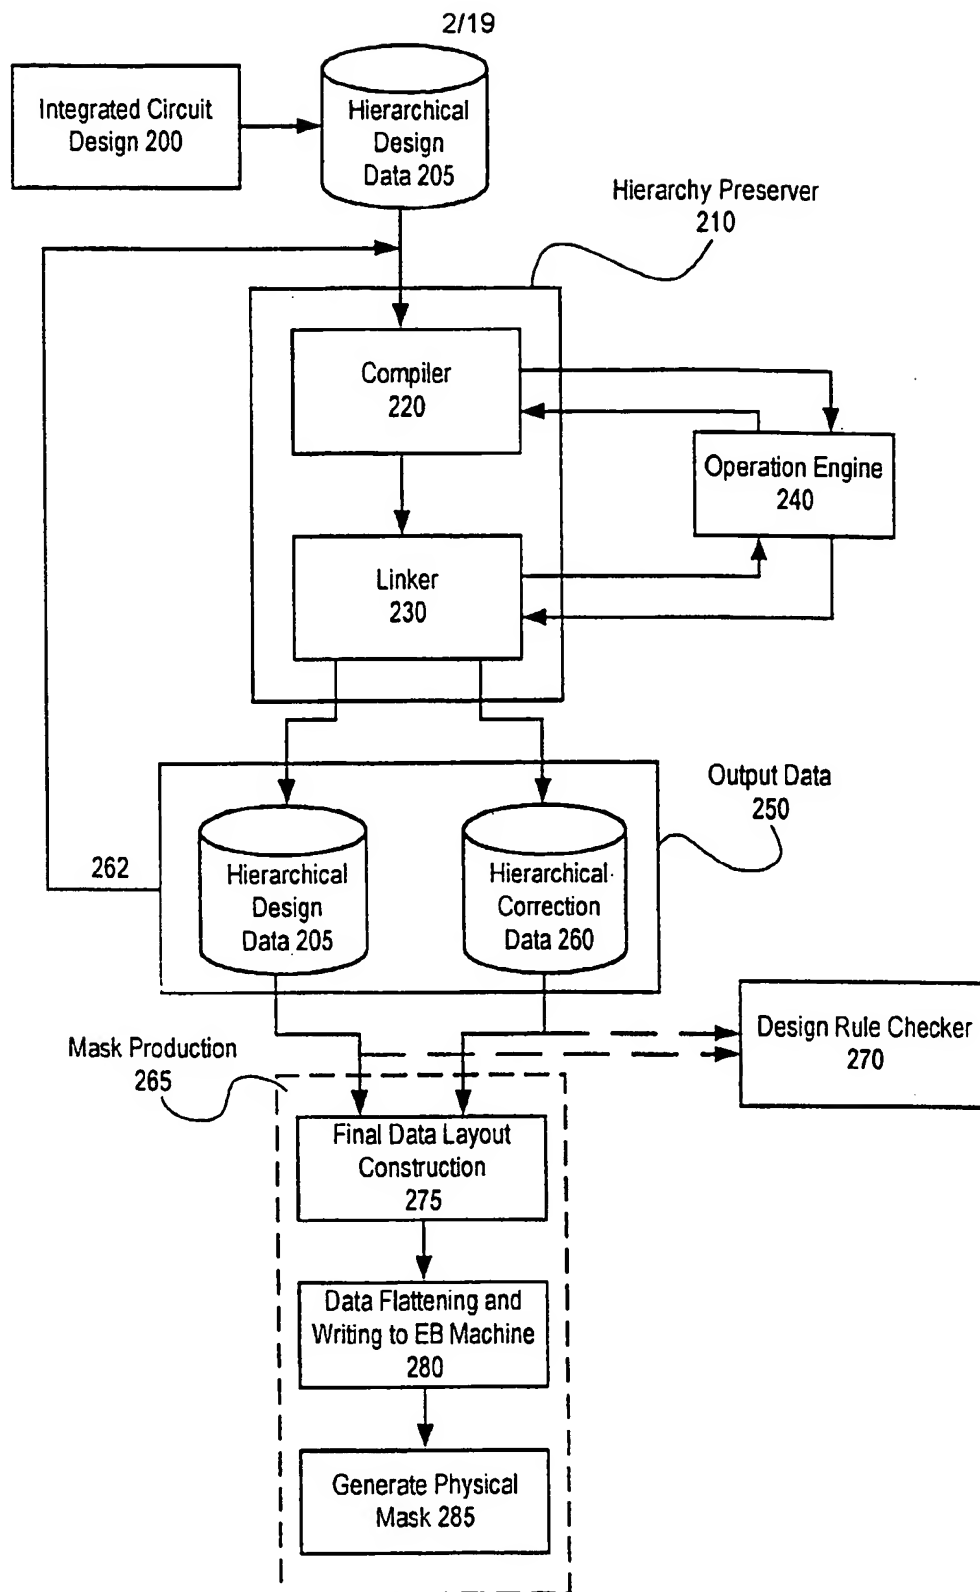 2/19
Integrated Circuit
Design 200
Hierarchical
Design
Data 205
Hierarchy Preserver
210
Compiler
220
Operation Engine
240
Linker
230
Output Data
250
262
Hierarchical
Design
Data 205
Hierarchical
Correction
Data 260
Design Rule Checker
270
Mask Production
265
Final Data Layout
Construction
275
Data Flattening and
Writing to EB Machine
280
Generate Physical
Mask 285